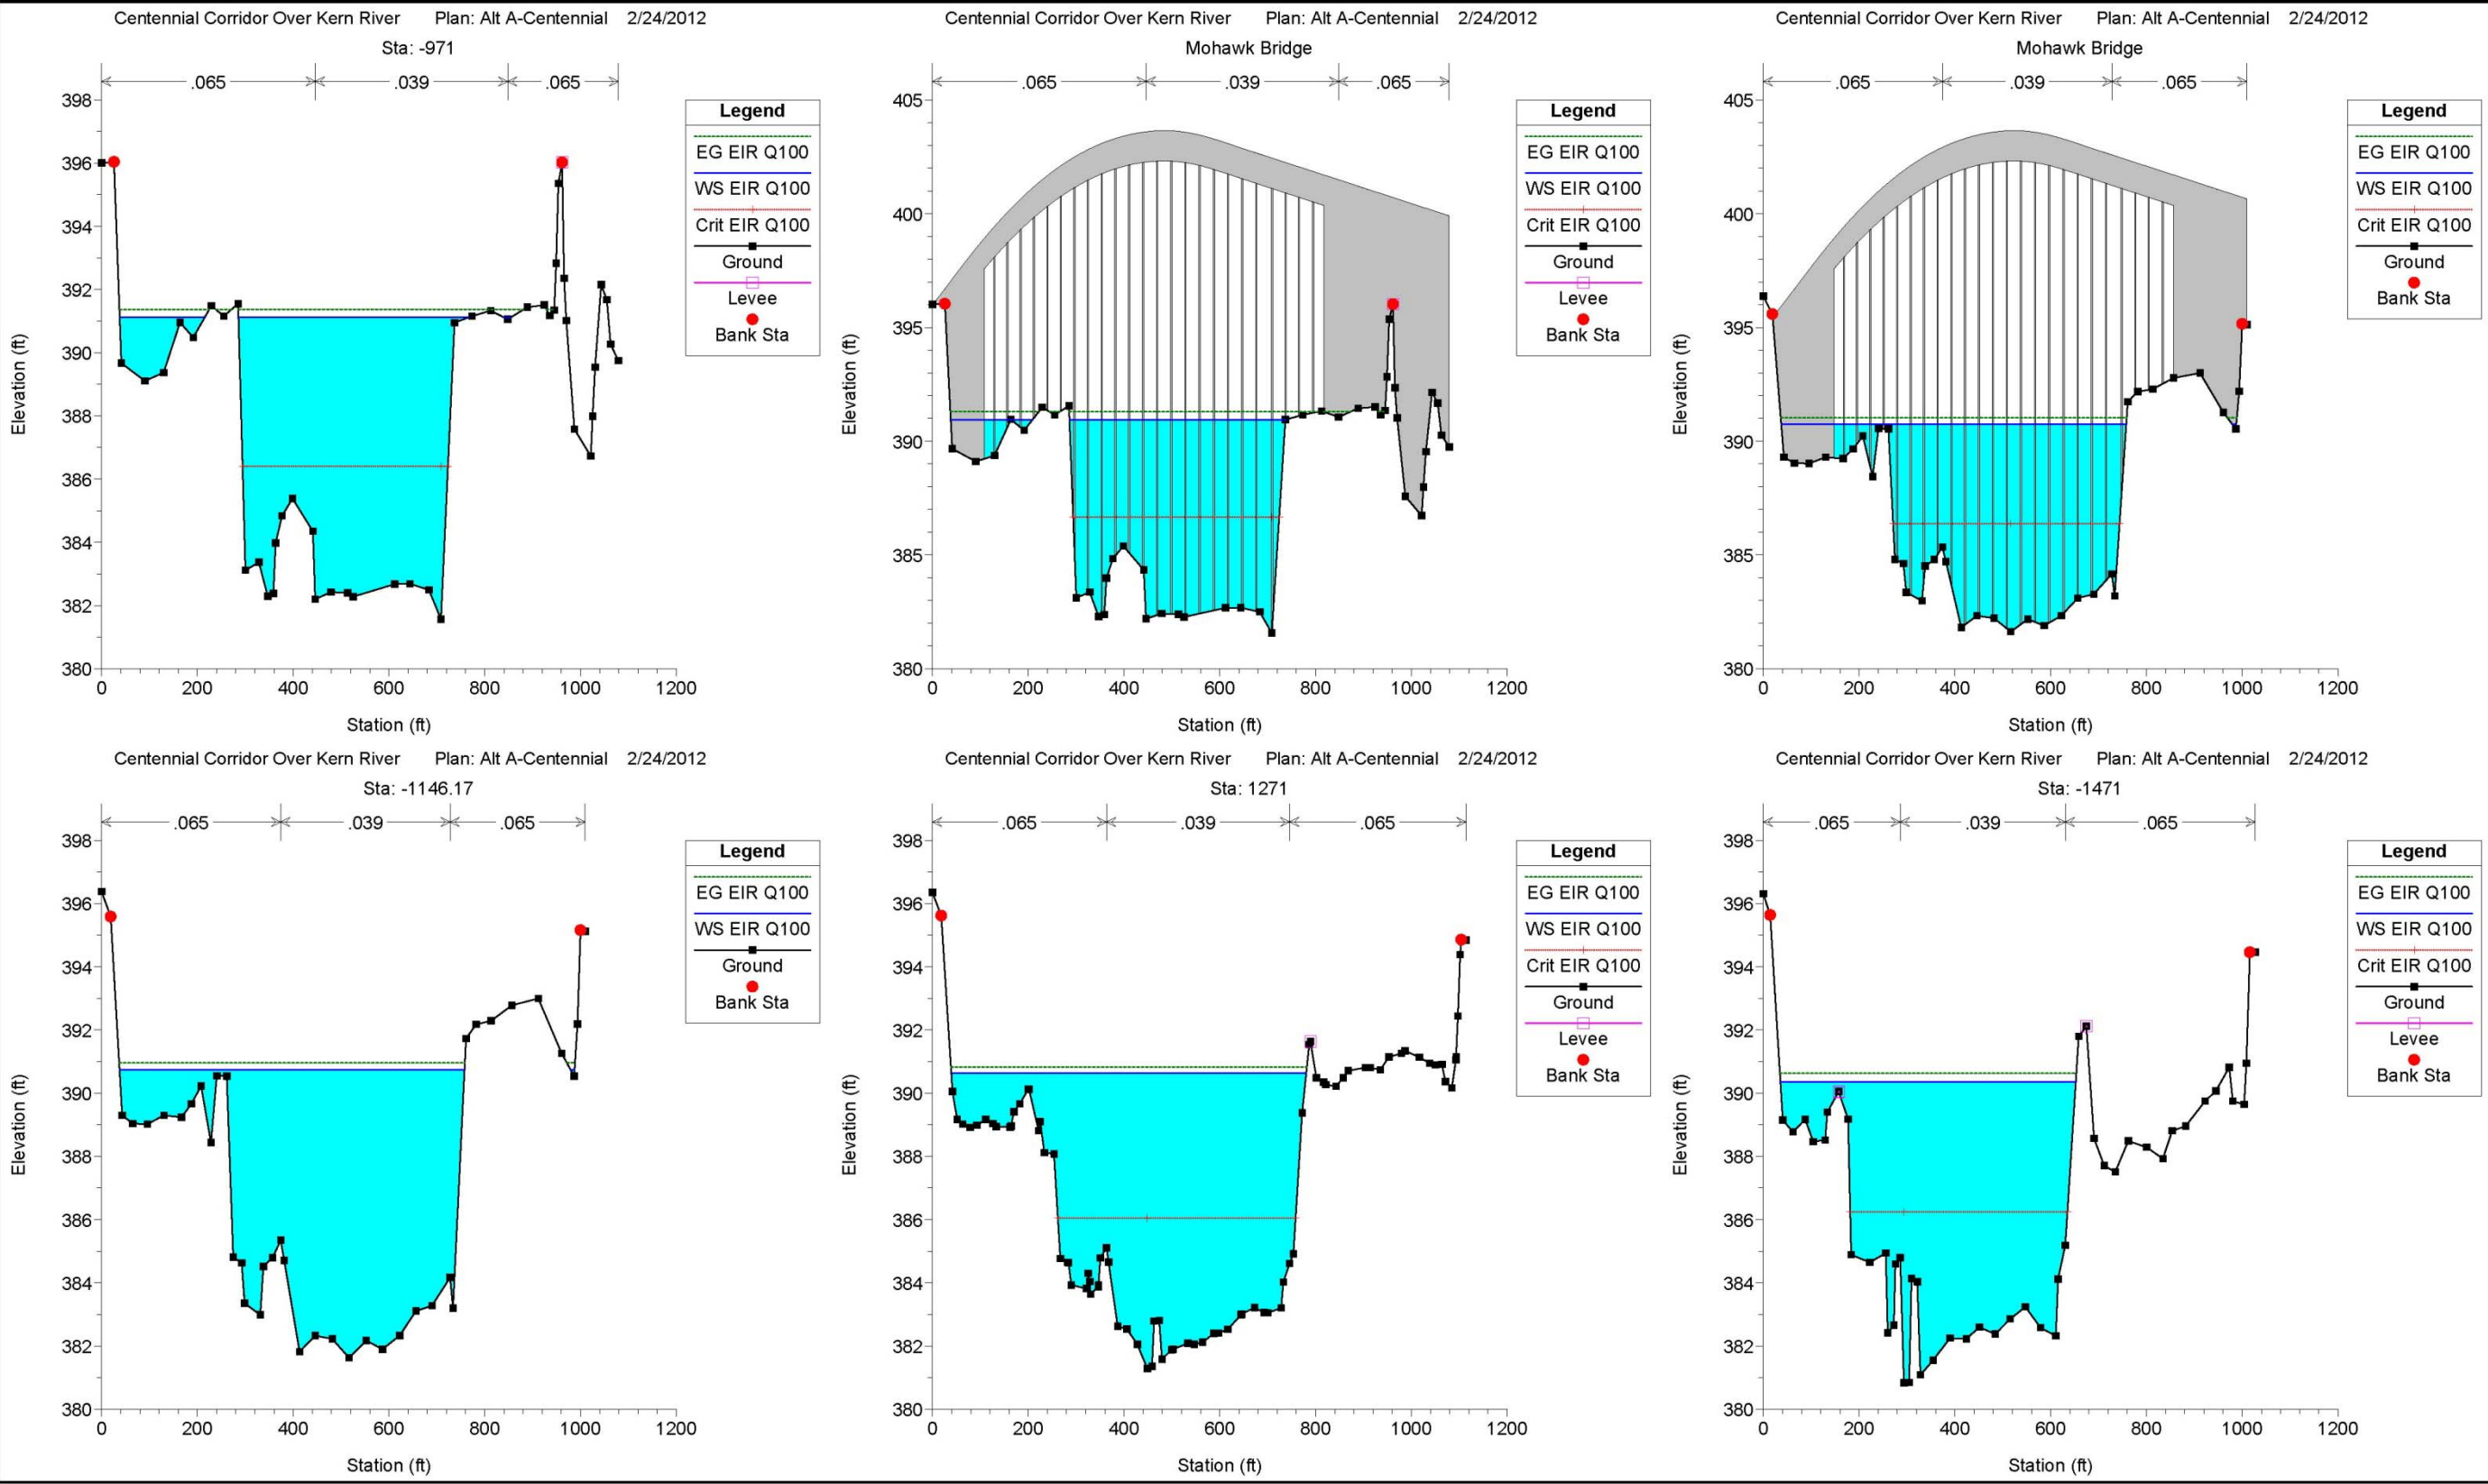 Centennial Corridor Over Kern River Plan: Alt A-Centennial 2/24/2012
Sta: -971
.065 .039 .065
398
396
394
392
390
388
386
384
382
380
0 200 400 600 800 1000 1200
Elevation (ft)
Station (ft)
Legend
EG EIR Q100
WS EIR Q100
Crit EIR Q100
Ground
Levee
Bank Sta
Centennial Corridor Over Kern River Plan: Alt A-Centennial 2/24/2012
Mohawk Bridge
.065 .039 .065
405
400
395
390
385
380
0 200 400 600 800 1000 1200
Elevation (ft)
Station (ft)
Legend
EG EIR Q100
WS EIR Q100
Crit EIR Q100
Ground
Levee
Bank Sta
Centennial Corridor Over Kern River Plan: Alt A-Centennial 2/24/2012
Mohawk Bridge
.065 .039 .065
405
400
395
390
385
380
0 200 400 600 800 1000 1200
Elevation (ft)
Station (ft)
Legend
EG EIR Q100
WS EIR Q100
Crit EIR Q100
Ground
Bank Sta
Centennial Corridor Over Kern River Plan: Alt A-Centennial 2/24/2012
Sta: -1146.17
.065 .039 .065
398
396
394
392
390
388
386
384
382
380
0 200 400 600 800 1000 1200
Elevation (ft)
Station (ft)
Legend
EG EIR Q100
WS EIR Q100
Ground
Bank Sta
Centennial Corridor Over Kern River Plan: Alt A-Centennial 2/24/2012
Sta: 1271
.065 .039 .065
398
396
394
392
390
388
386
384
382
380
0 200 400 600 800 1000 1200
Elevation (ft)
Station (ft)
Legend
EG EIR Q100
WS EIR Q100
Crit EIR Q100
Ground
Levee
Bank Sta
Centennial Corridor Over Kern River Plan: Alt A-Centennial 2/24/2012
Sta: -1471
.065 .039 .065
398
396
394
392
390
388
386
384
382
380
0 200 400 600 800 1000 1200
Elevation (ft)
Station (ft)
Legend
EG EIR Q100
WS EIR Q100
Crit EIR Q100
Ground
Levee
Bank Sta